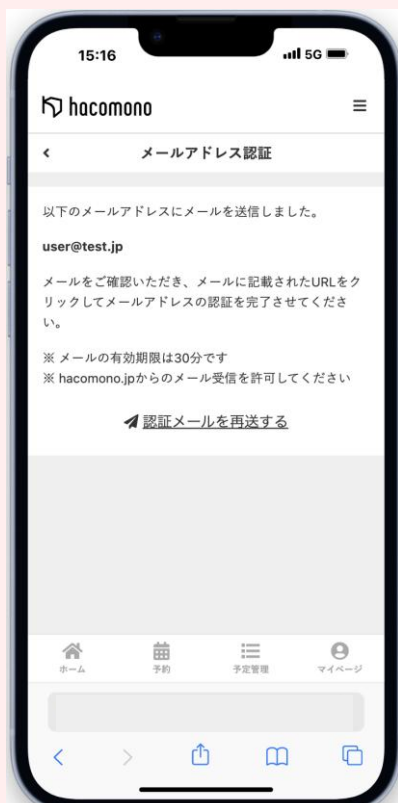 15:16
5G
hacomono
メールアドレス認証
以下のメールアドレスにメールを送信しました。
user@test.jp
メールをご確認いただき、メールに記載されたURLをク
リックしてメールアドレスの認証を完了させてくださ
い。
※ メールの有効期限は30分です
※ hacomono.jpからのメール受信を許可してください
認証メールを再送する
ホーム
予約
予定管理
マイページ